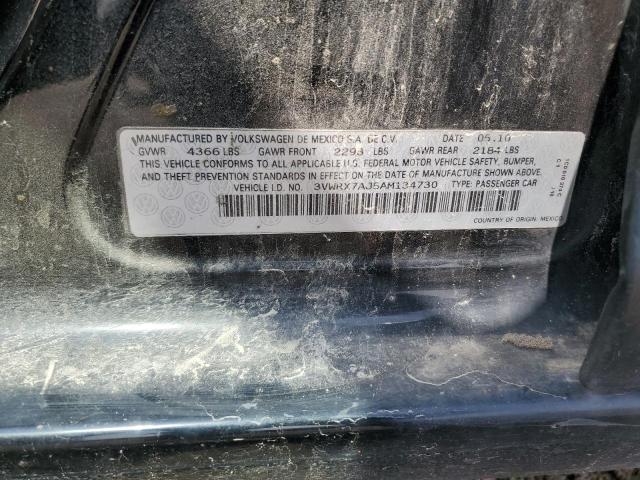 MANUFACTURED BY VOLKSWAGEN DE MEXICO S.A. DE C.V. DATE 05.10
GVWR 4366 LBS GAWR FRONT 2293 LBS GAWR REAR 2184 LBS
THIS VEHICLE CONFORMS TO ALL APPLICABLE U.S. FEDERAL MOTOR VEHICLE SAFETY, BUMPER,
AND THEFT PREVENTION STANDARDS IN EFFECT ON THE DATE OF MANUFACTURE SHOWN ABOVE.
VEHICLE I.D. NO. 3VWRX7AJ5AM134730 TYPE: PASSENGER CAR
COUNTRY OF ORIGIN: MEXICO